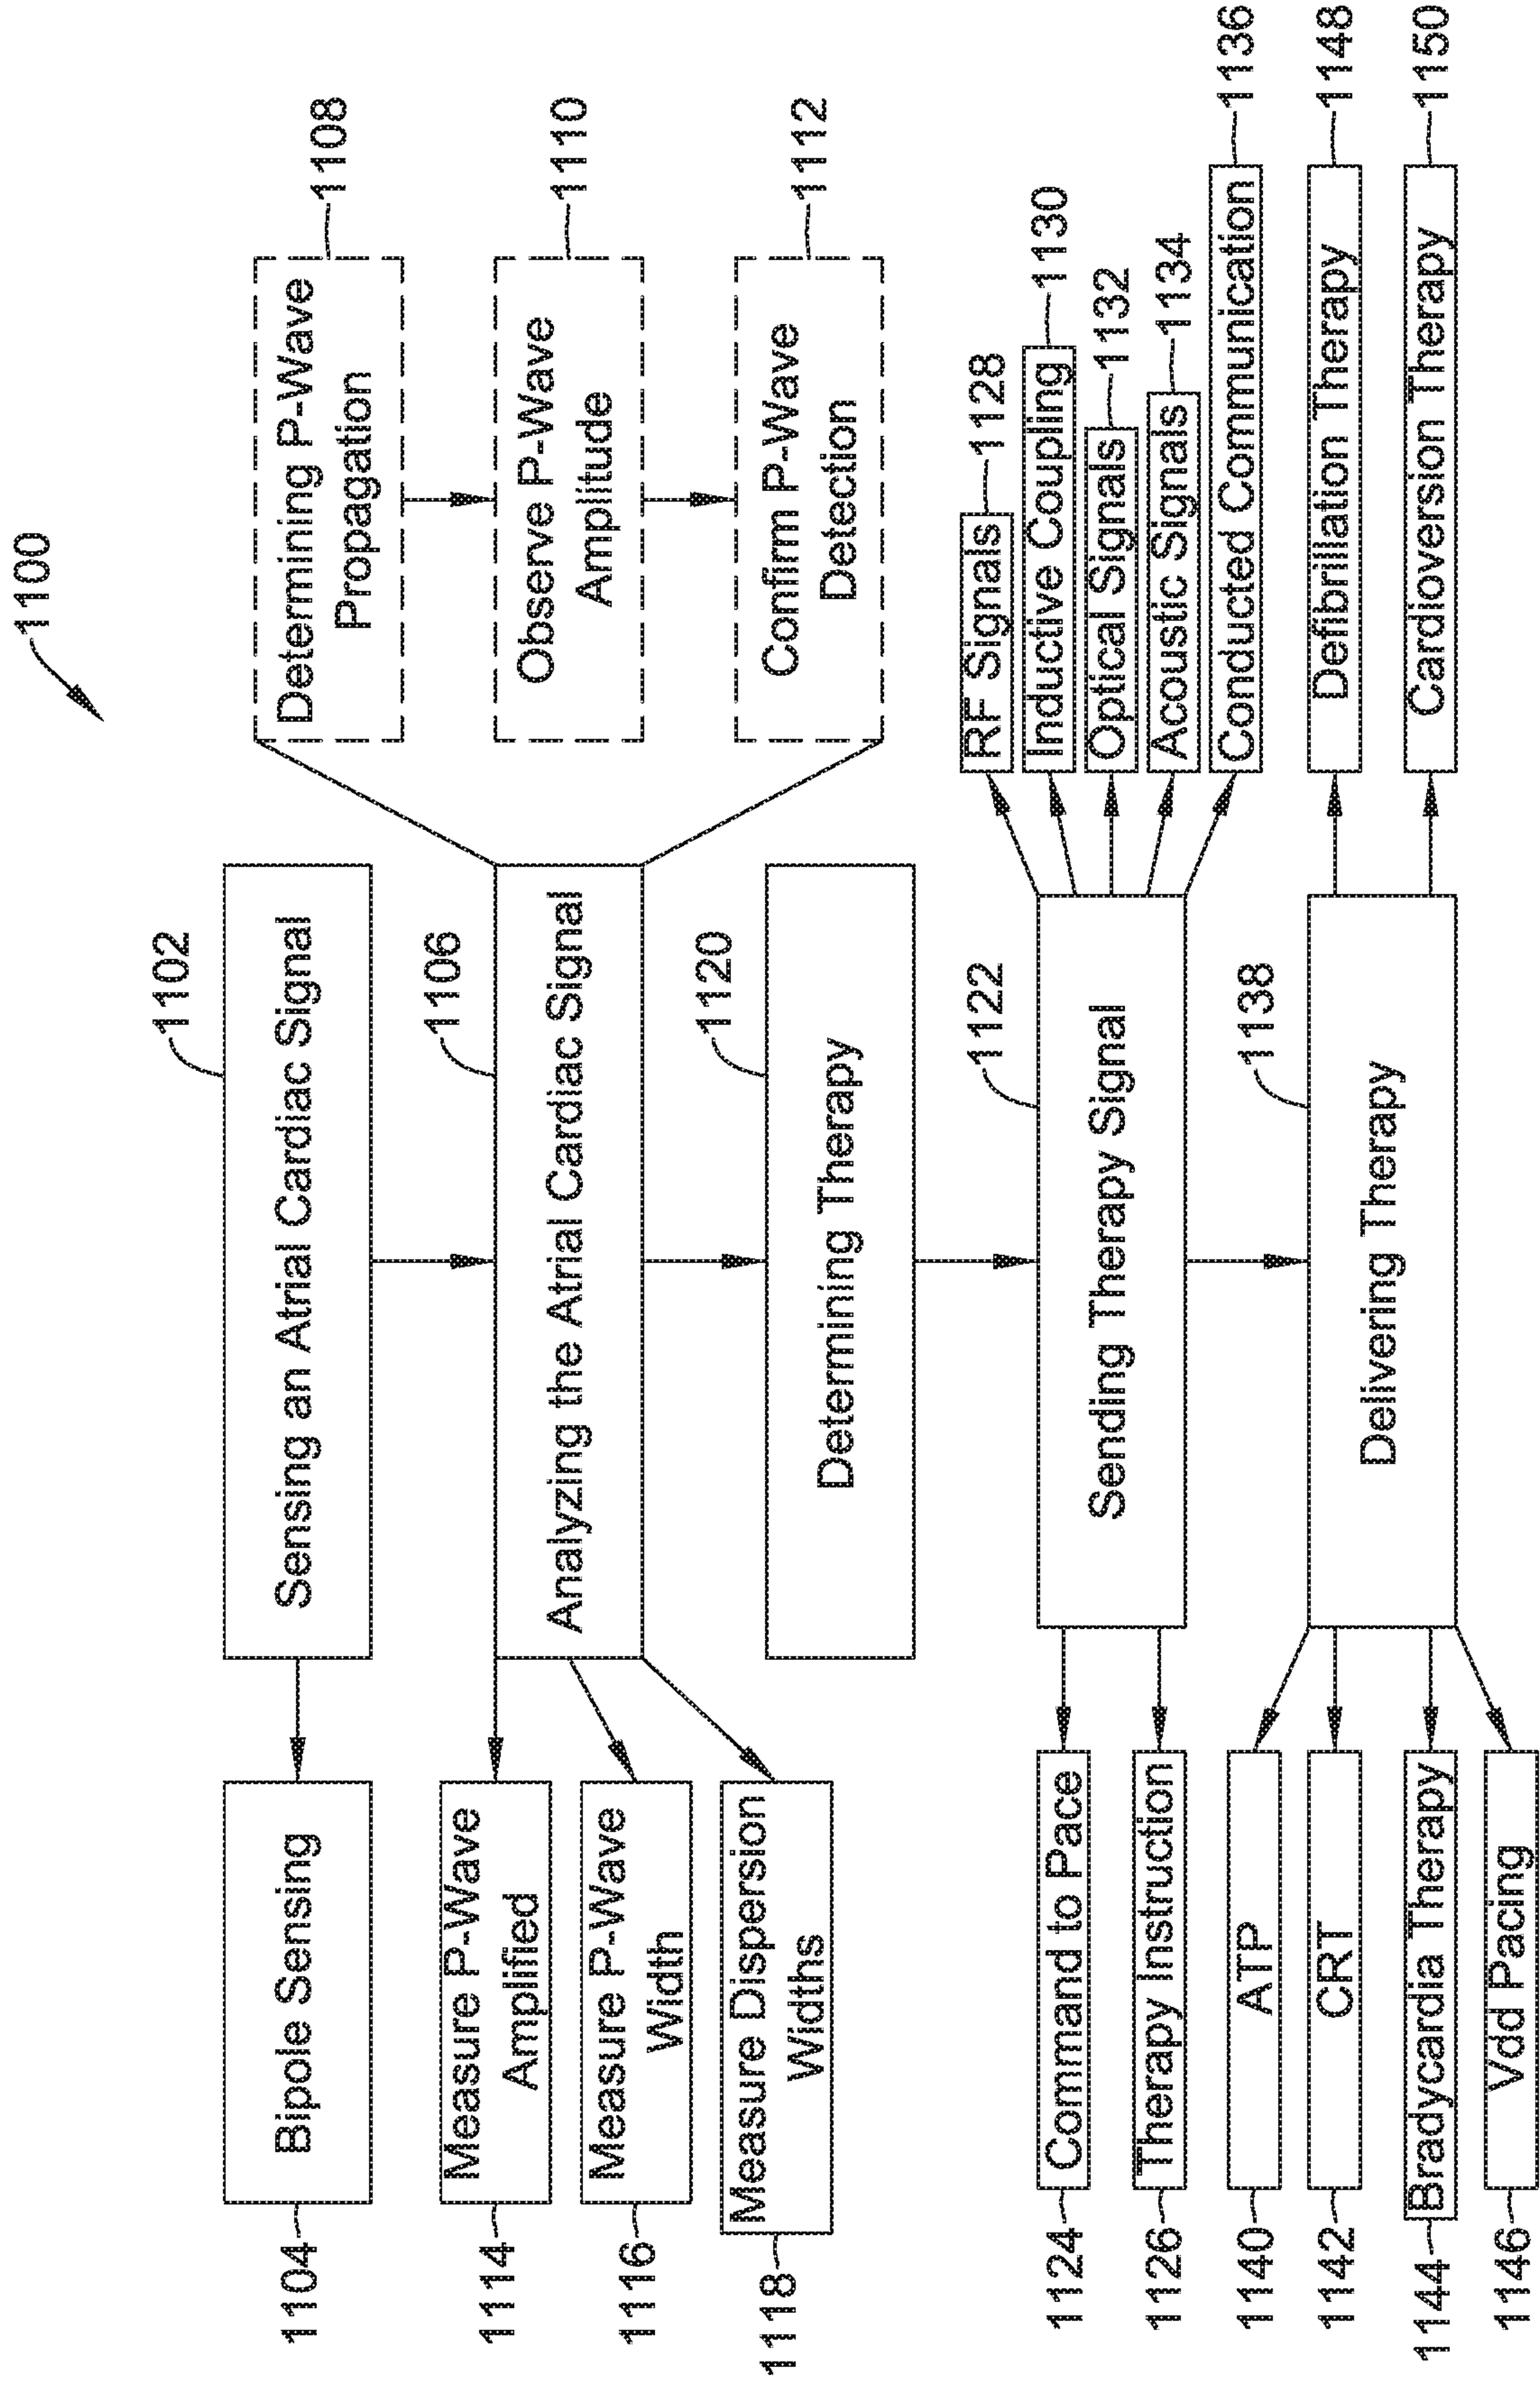 1100
1102
Sensing an Atrial Cardiac Signal
Bipole Sensing
1104
1106
Analyzing the Atrial Cardiac Signal
Determining P-Wave
Propagation
1108
Observe P-Wave
Amplitude
1110
Confirm P-Wave
Detection
1112
Measure P-Wave
Amplified
1114
Measure P-Wave
Width
1116
Measure Dispersion
Widths
1118
1120
Determining Therapy
1122
Sending Therapy Signal
Command to Pace
1124
Therapy Instruction
1126
RF Signals
1128
Inductive Coupling
1130
Optical Signals
1132
Acoustic Signals
1134
Conducted Communication
1136
1138
Delivering Therapy
ATP
1140
CRT
1142
Bradycardia Therapy
1144
Vdd Pacing
1146
Defibrillation Therapy
1148
Cardioversion Therapy
1150